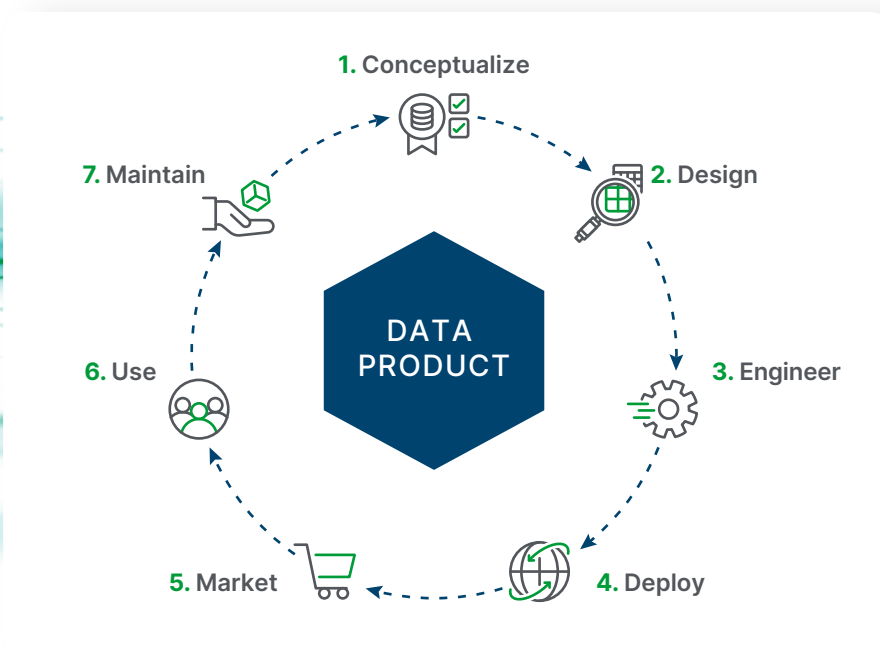 1. Conceptualize
2. Design
3. Engineer
4. Deploy
5. Market
6. Use
7. Maintain
DATA
PRODUCT